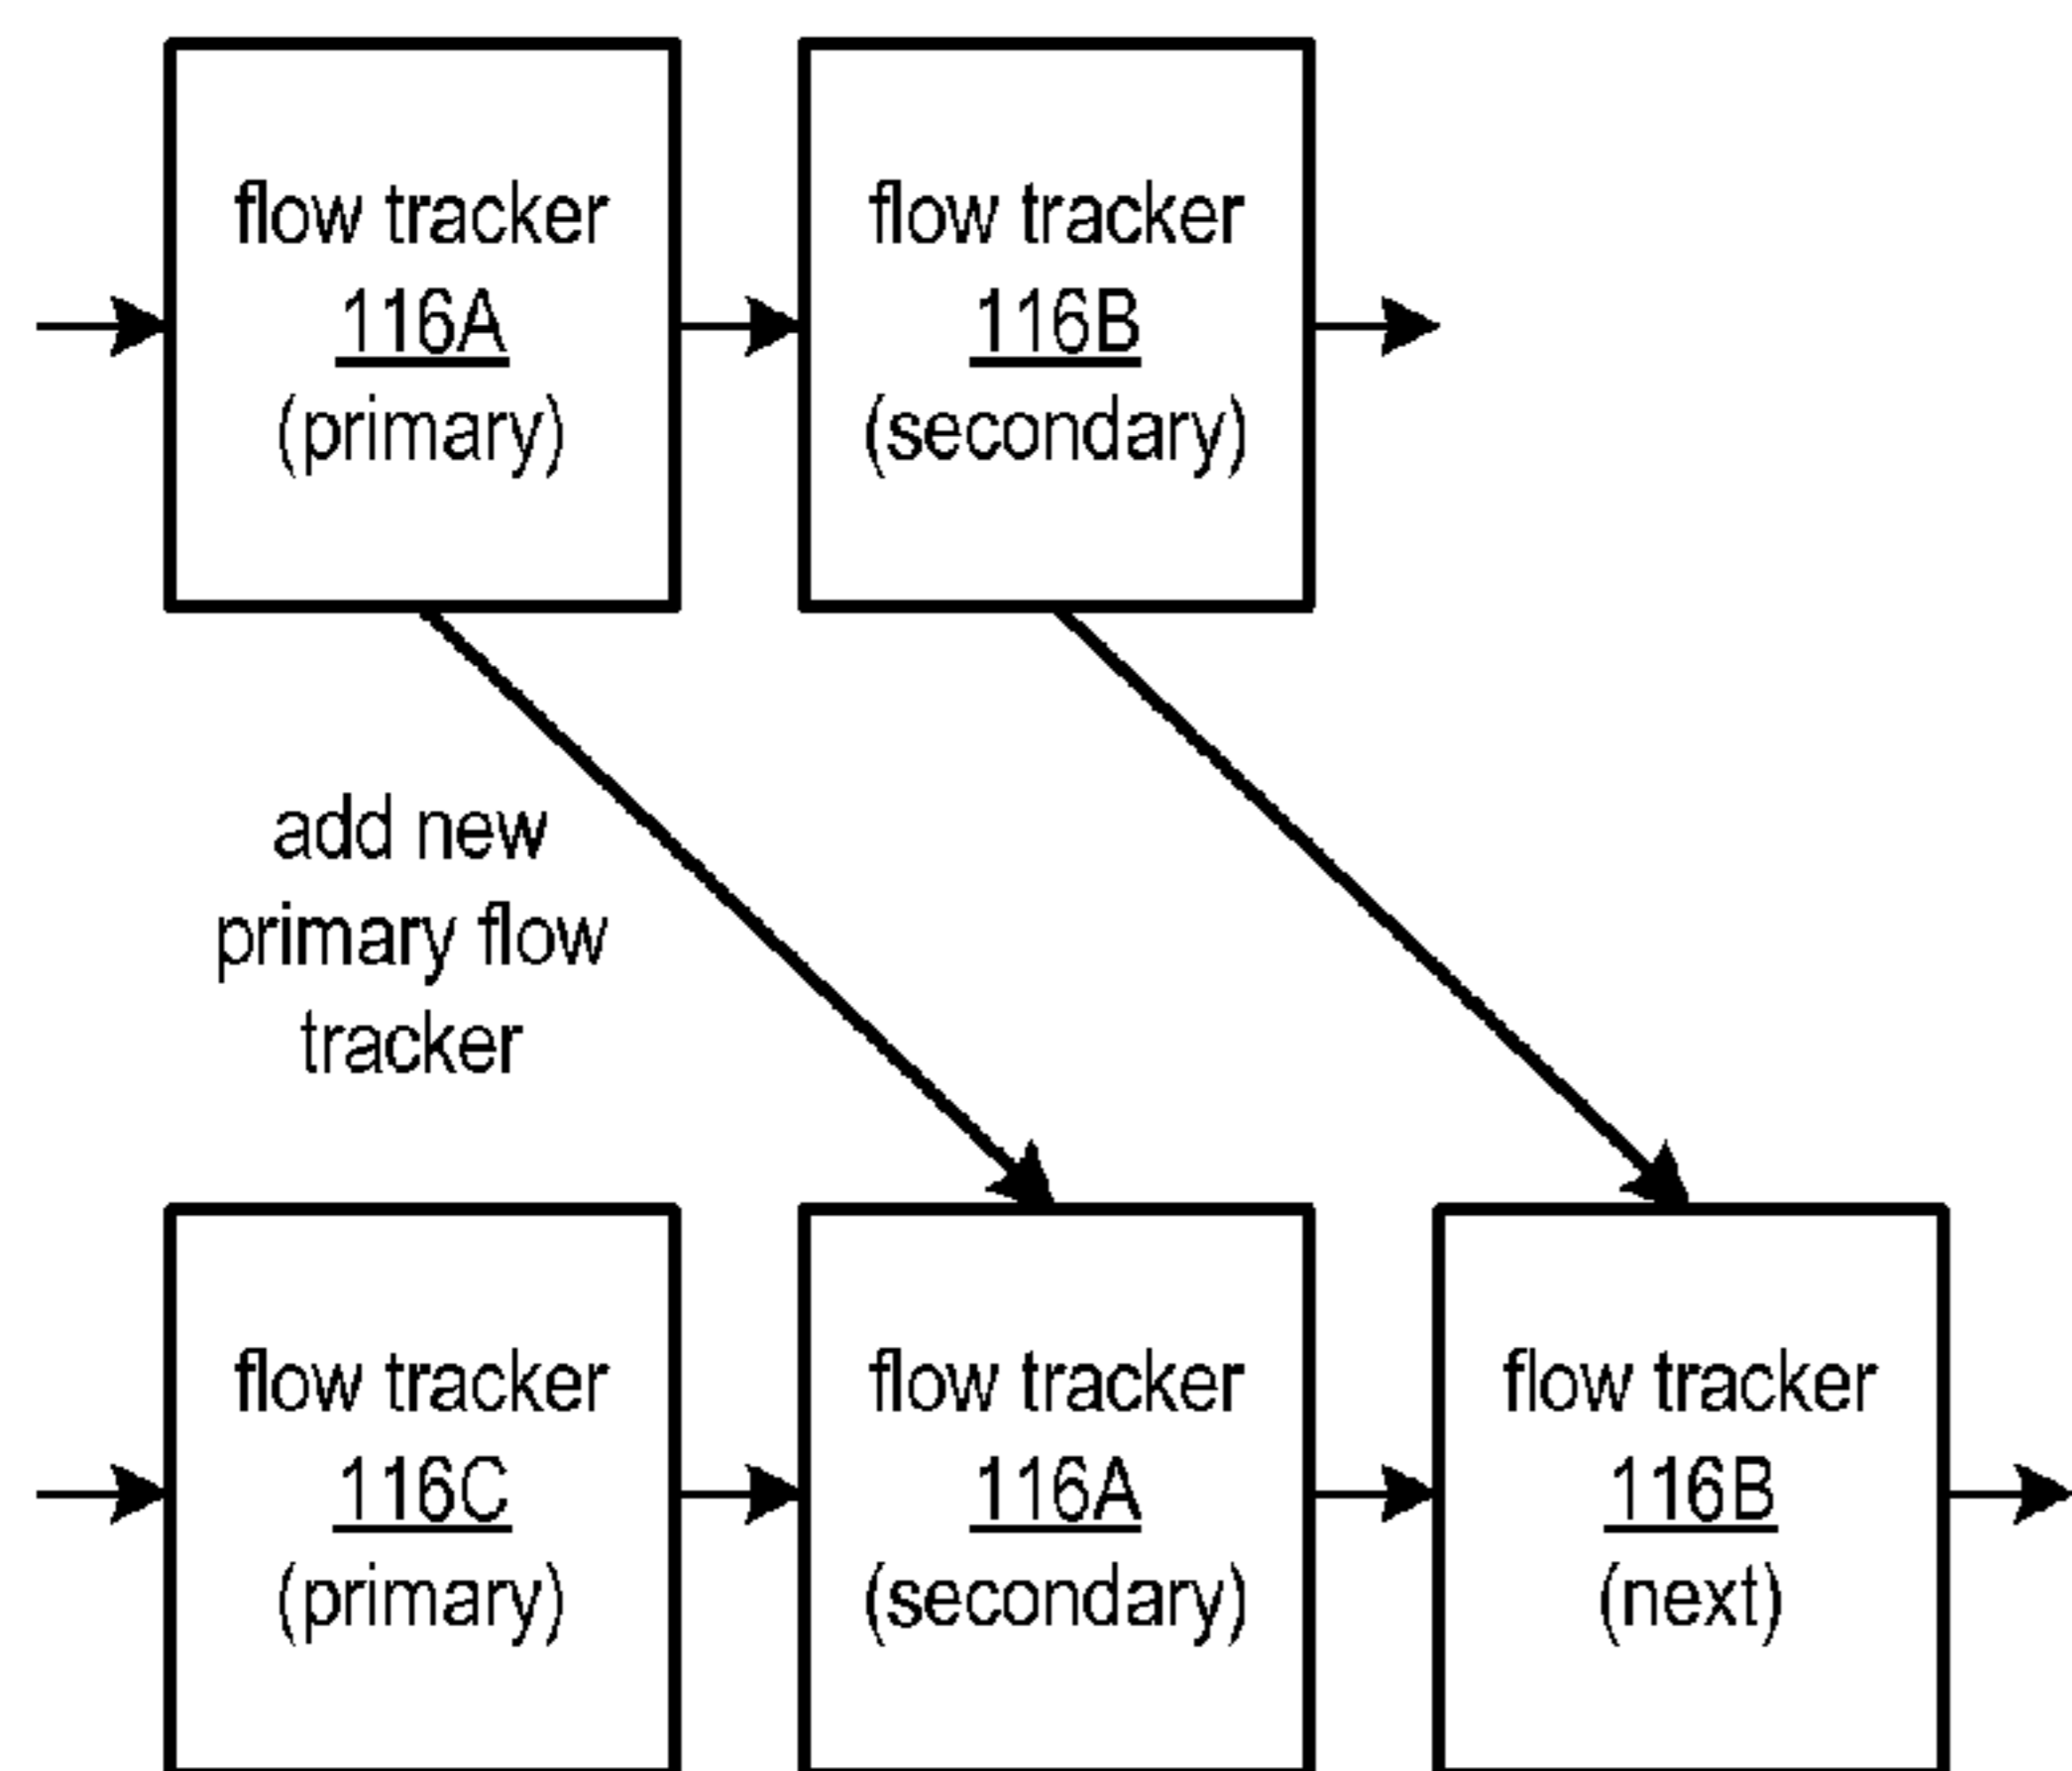 flow tracker
116A
(primary)
flow tracker
116B
(secondary)
add new
primary flow
tracker
flow tracker
116C
(primary)
flow tracker
116A
(secondary)
flow tracker
116B
(next)